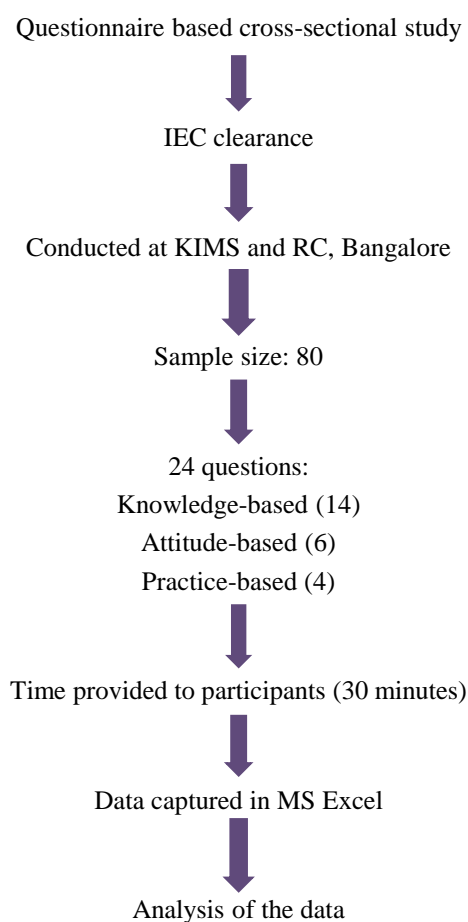 Questionnaire based cross-sectional study
IEC clearance
Conducted at KIMS and RC, Bangalore
Sample size: 80
24 questions:
Knowledge-based (14)
Attitude-based (6)
Practice-based (4)
Time provided to participants (30 minutes)
Data captured in MS Excel
Analysis of the data